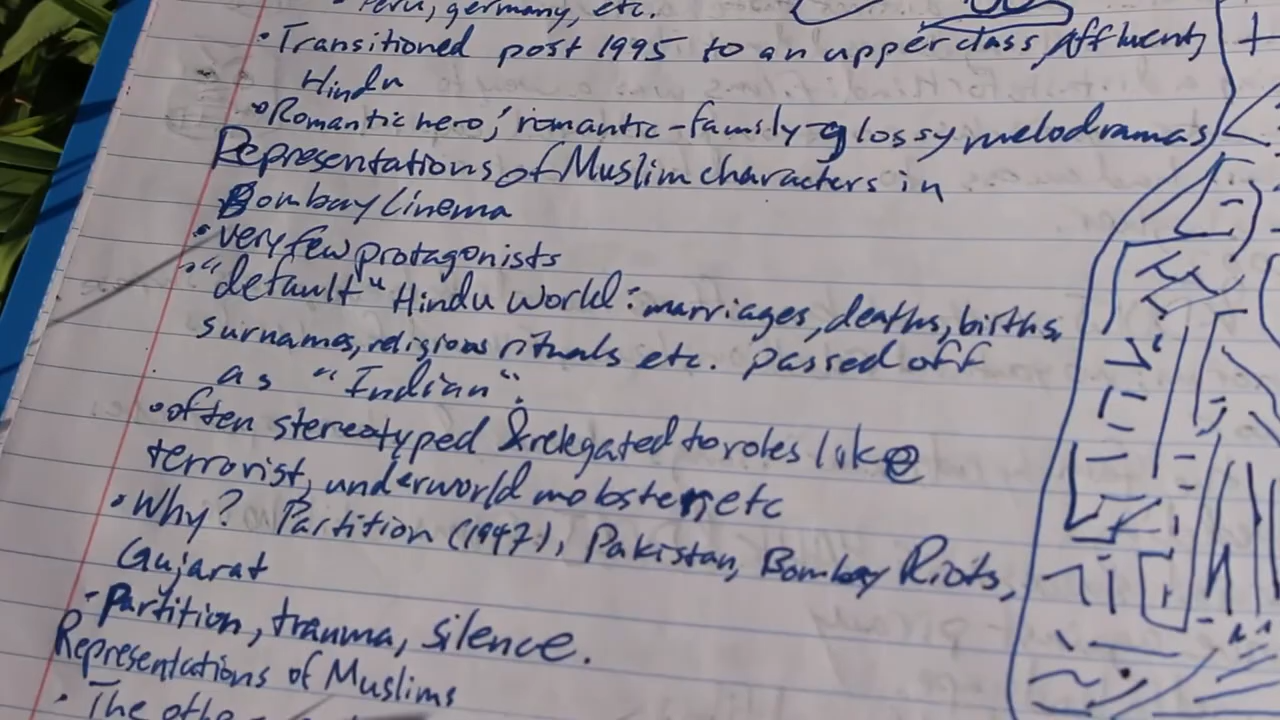 · Peru, germany, etc.
· Transitioned post 1995 to an upperclass, affluent,
Hindu
· Romantic hero; romantic-family-glossy melodramas
Representations of Muslim characters in
Bombay Cinema
· very few protagonists
· "default" Hindu world: marriages, deaths, births,
surnames, religious rituals etc. passed off
as "Indian".
· often stereotyped & relegated to roles like
terrorist, underworld mobster, etc
· Why? Partition (1947), Pakistan, Bombay Riots,
Gujarat
· Partition, trauma, silence.
Representations of Muslims
· The